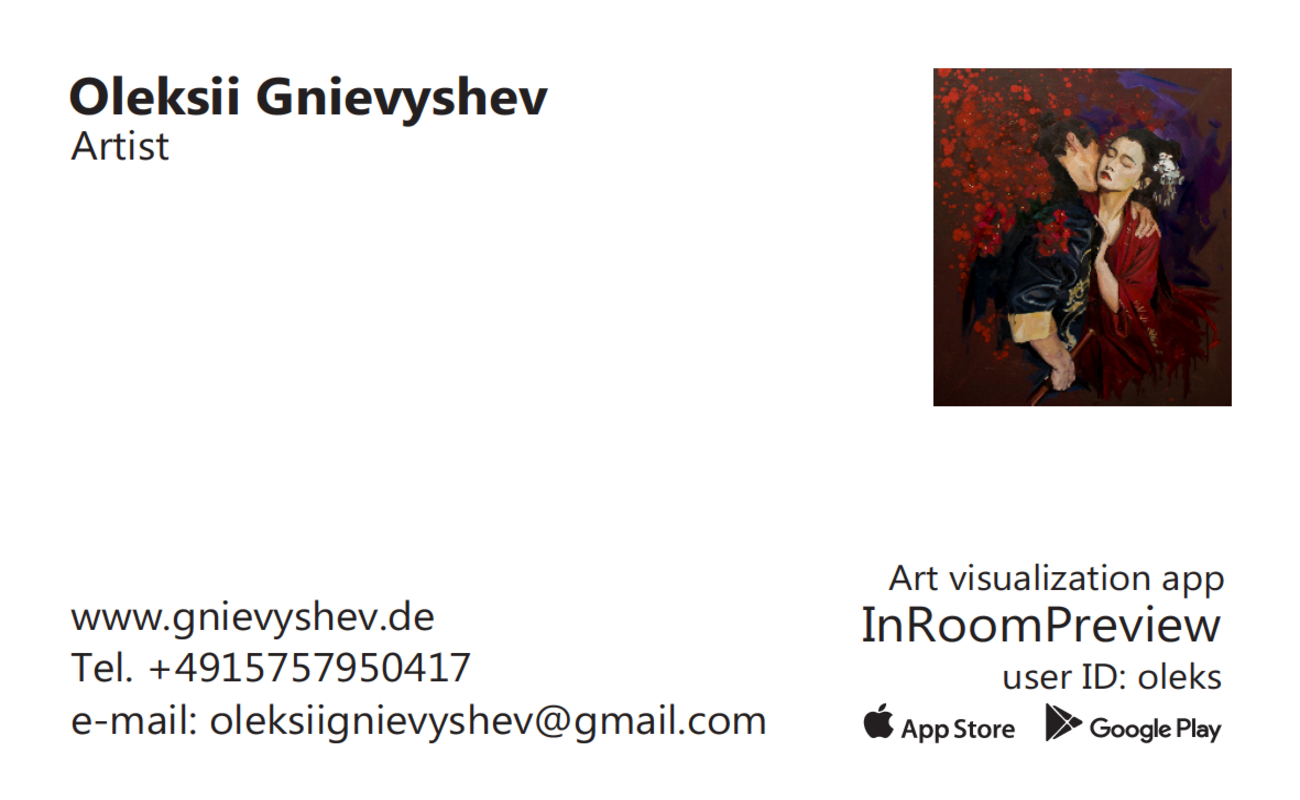 Oleksii Gnievyshev
Artist
www.gnievyshev.de
Tel. +4915757950417
e-mail: oleksiignievyshev@gmail.com
Art visualization app
InRoomPreview
user ID: oleks
App Store Google Play